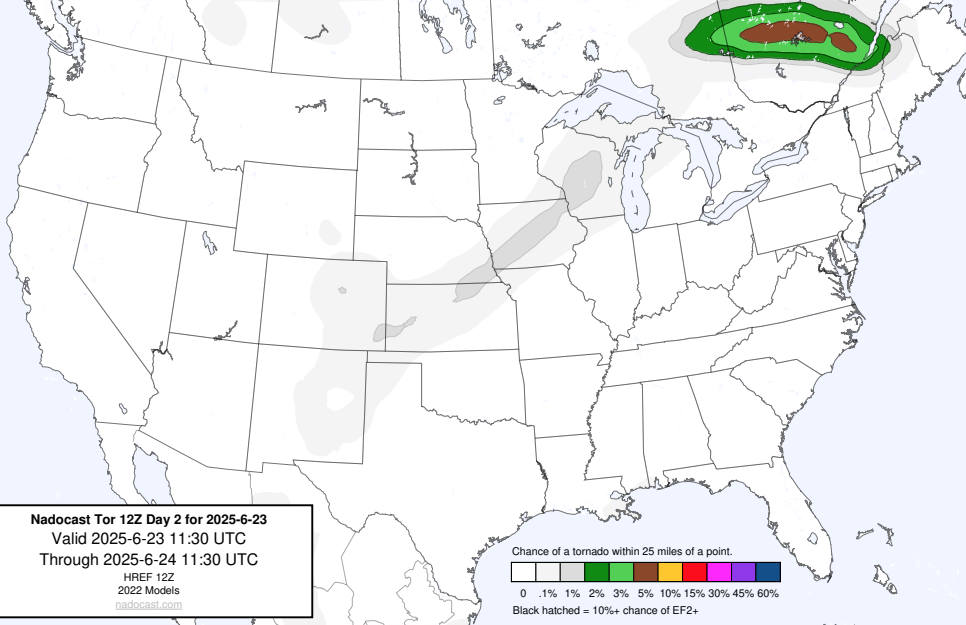 Nadocast Tor 12Z Day 2 for 2025-6-23
Valid 2025-6-23 11:30 UTC
Through 2025-6-24 11:30 UTC
HREF 12Z
2022 Models
nadocast.com
Chance of a tornado within 25 miles of a point.
0 .1% 1% 2% 3% 5% 10% 15% 30% 45% 60%
Black hatched = 10%+ chance of EF2+